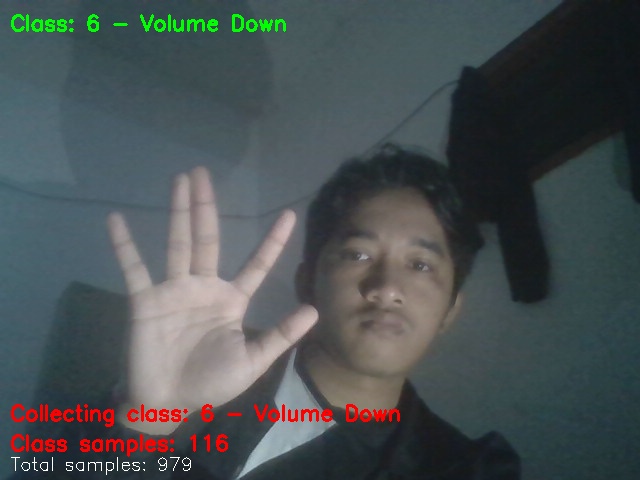 Class: 6 - Volume Down
Collecting class: 6 - Volume Down
Class samples: 116
Total samples: 979